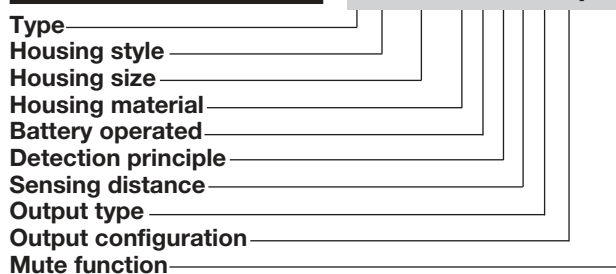 Type
Housing style
Housing size
Housing material
Battery operated
Detection principle
Sensing distance
Output type
Output configuration
Mute function